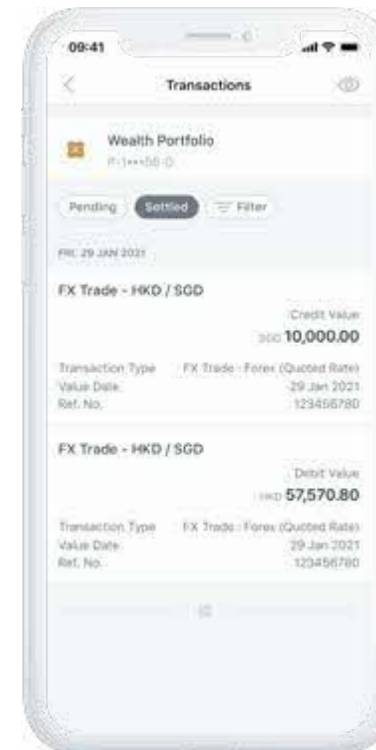 09:41
Transactions
Wealth Portfolio
Pending Settled Filter
FRI, 29 JAN 2021
FX Trade - HKD / SGD
Credit Value
SGD 10,000.00
Transaction Type FX Trade : Forex (Quoted Rate)
Value Date 29 Jan 2021
Ref. No. 123456780
FX Trade - HKD / SGD
Debit Value
HKD 57,570.80
Transaction Type FX Trade : Forex (Quoted Rate)
Value Date 29 Jan 2021
Ref. No. 123456780